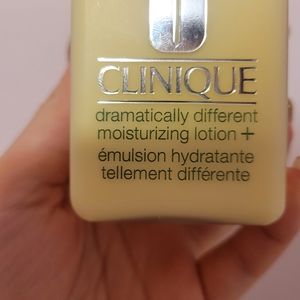 CLINIQUE
dramatically different
moisturizing lotion +
émulsion hydratante
tellement différente